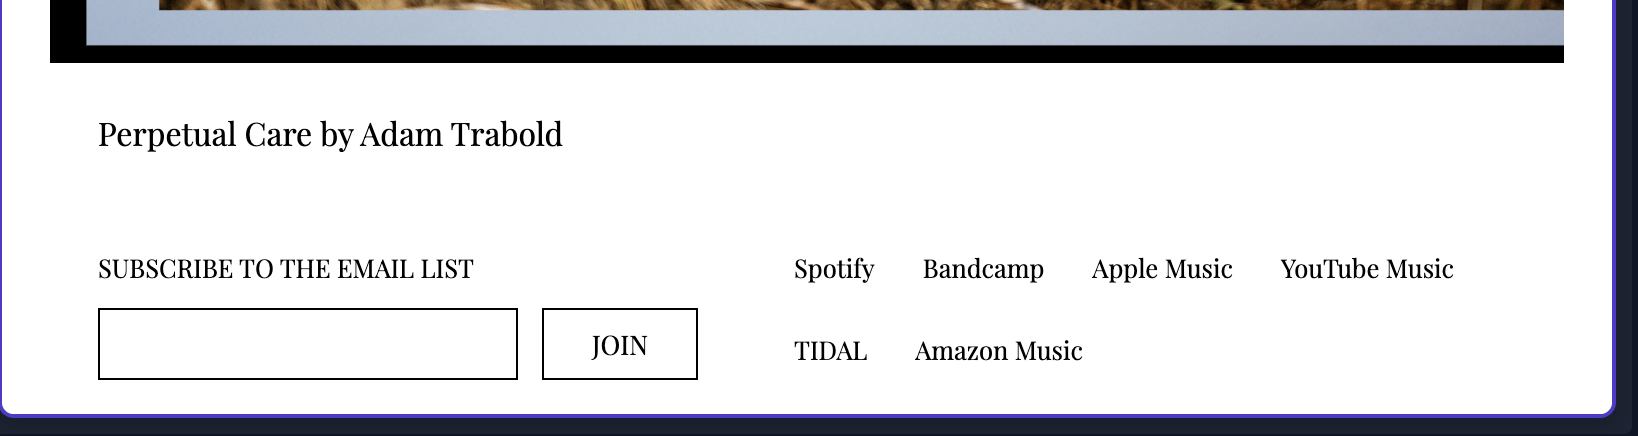 Perpetual Care by Adam Trabold
SUBSCRIBE TO THE EMAIL LIST
JOIN
Spotify Bandcamp Apple Music YouTube Music
TIDAL Amazon Music